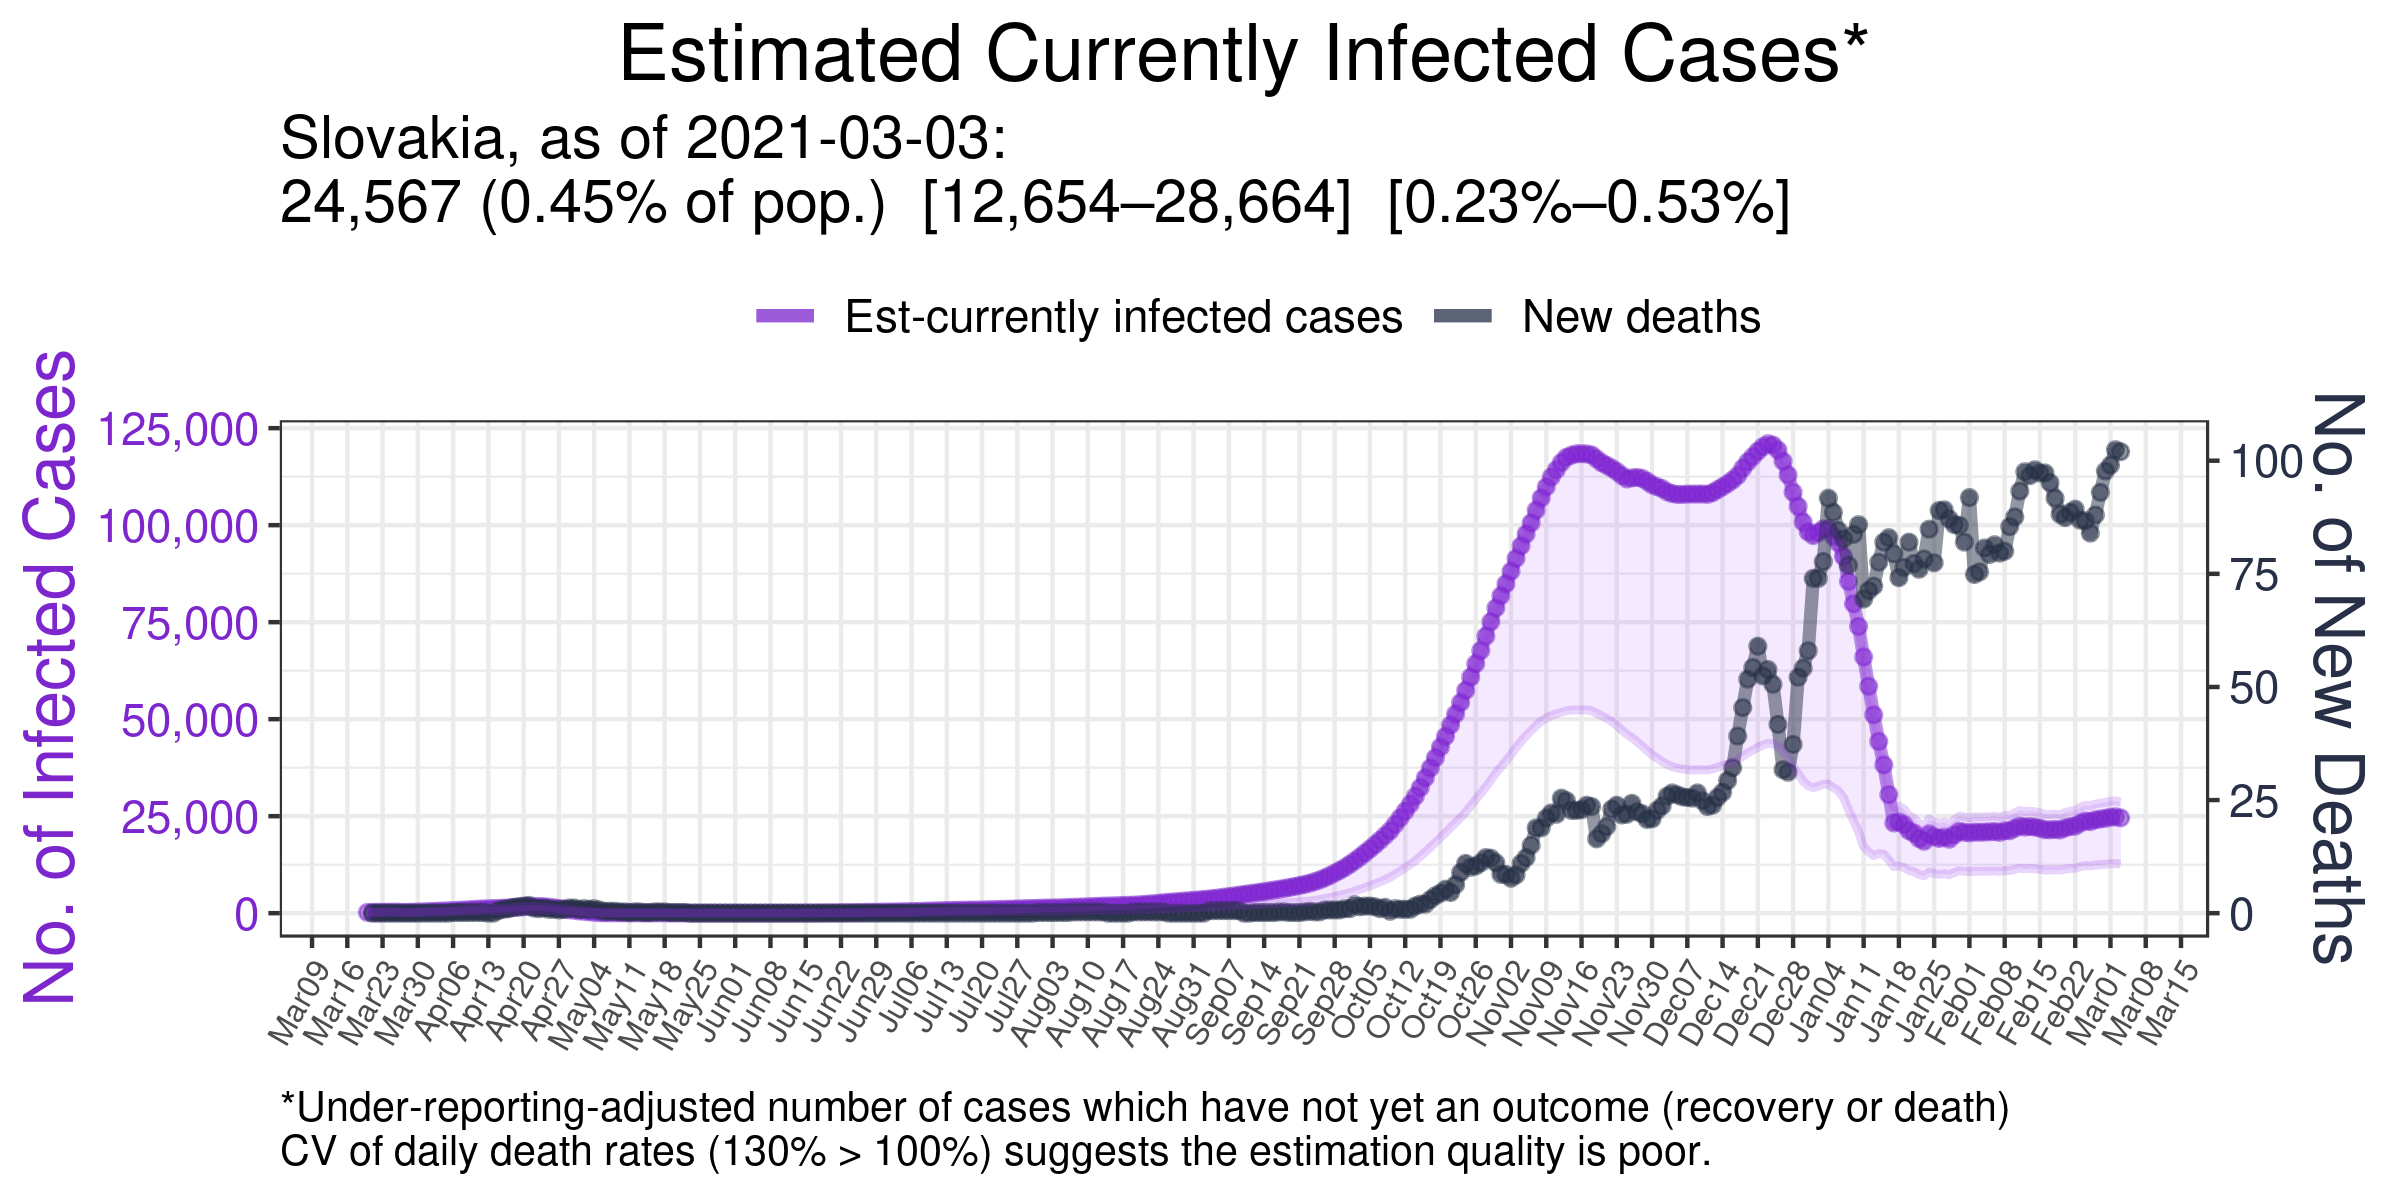 Estimated Currently Infected Cases*
Slovakia, as of 2021-03-03:
24,567 (0.45% of pop.)  [12,654–28,664]  [0.23%–0.53%]
Est-currently infected cases
New deaths
No. of Infected Cases
125,000
100,000
75,000
50,000
25,000
0
100
75
50
25
0
No. of New Deaths
Mar09
Mar16
Mar23
Mar30
Apr06
Apr13
Apr20
Apr27
May04
May11
May18
May25
Jun01
Jun08
Jun15
Jun22
Jun29
Jul06
Jul13
Jul20
Jul27
Aug03
Aug10
Aug17
Aug24
Aug31
Sep07
Sep14
Sep21
Sep28
Oct05
Oct12
Oct19
Oct26
Nov02
Nov09
Nov16
Nov23
Nov30
Dec07
Dec14
Dec21
Dec28
Jan04
Jan11
Jan18
Jan25
Feb01
Feb08
Feb15
Feb22
Mar01
Mar08
Mar15
*Under-reporting-adjusted number of cases which have not yet an outcome (recovery or death)
CV of daily death rates (130% > 100%) suggests the estimation quality is poor.